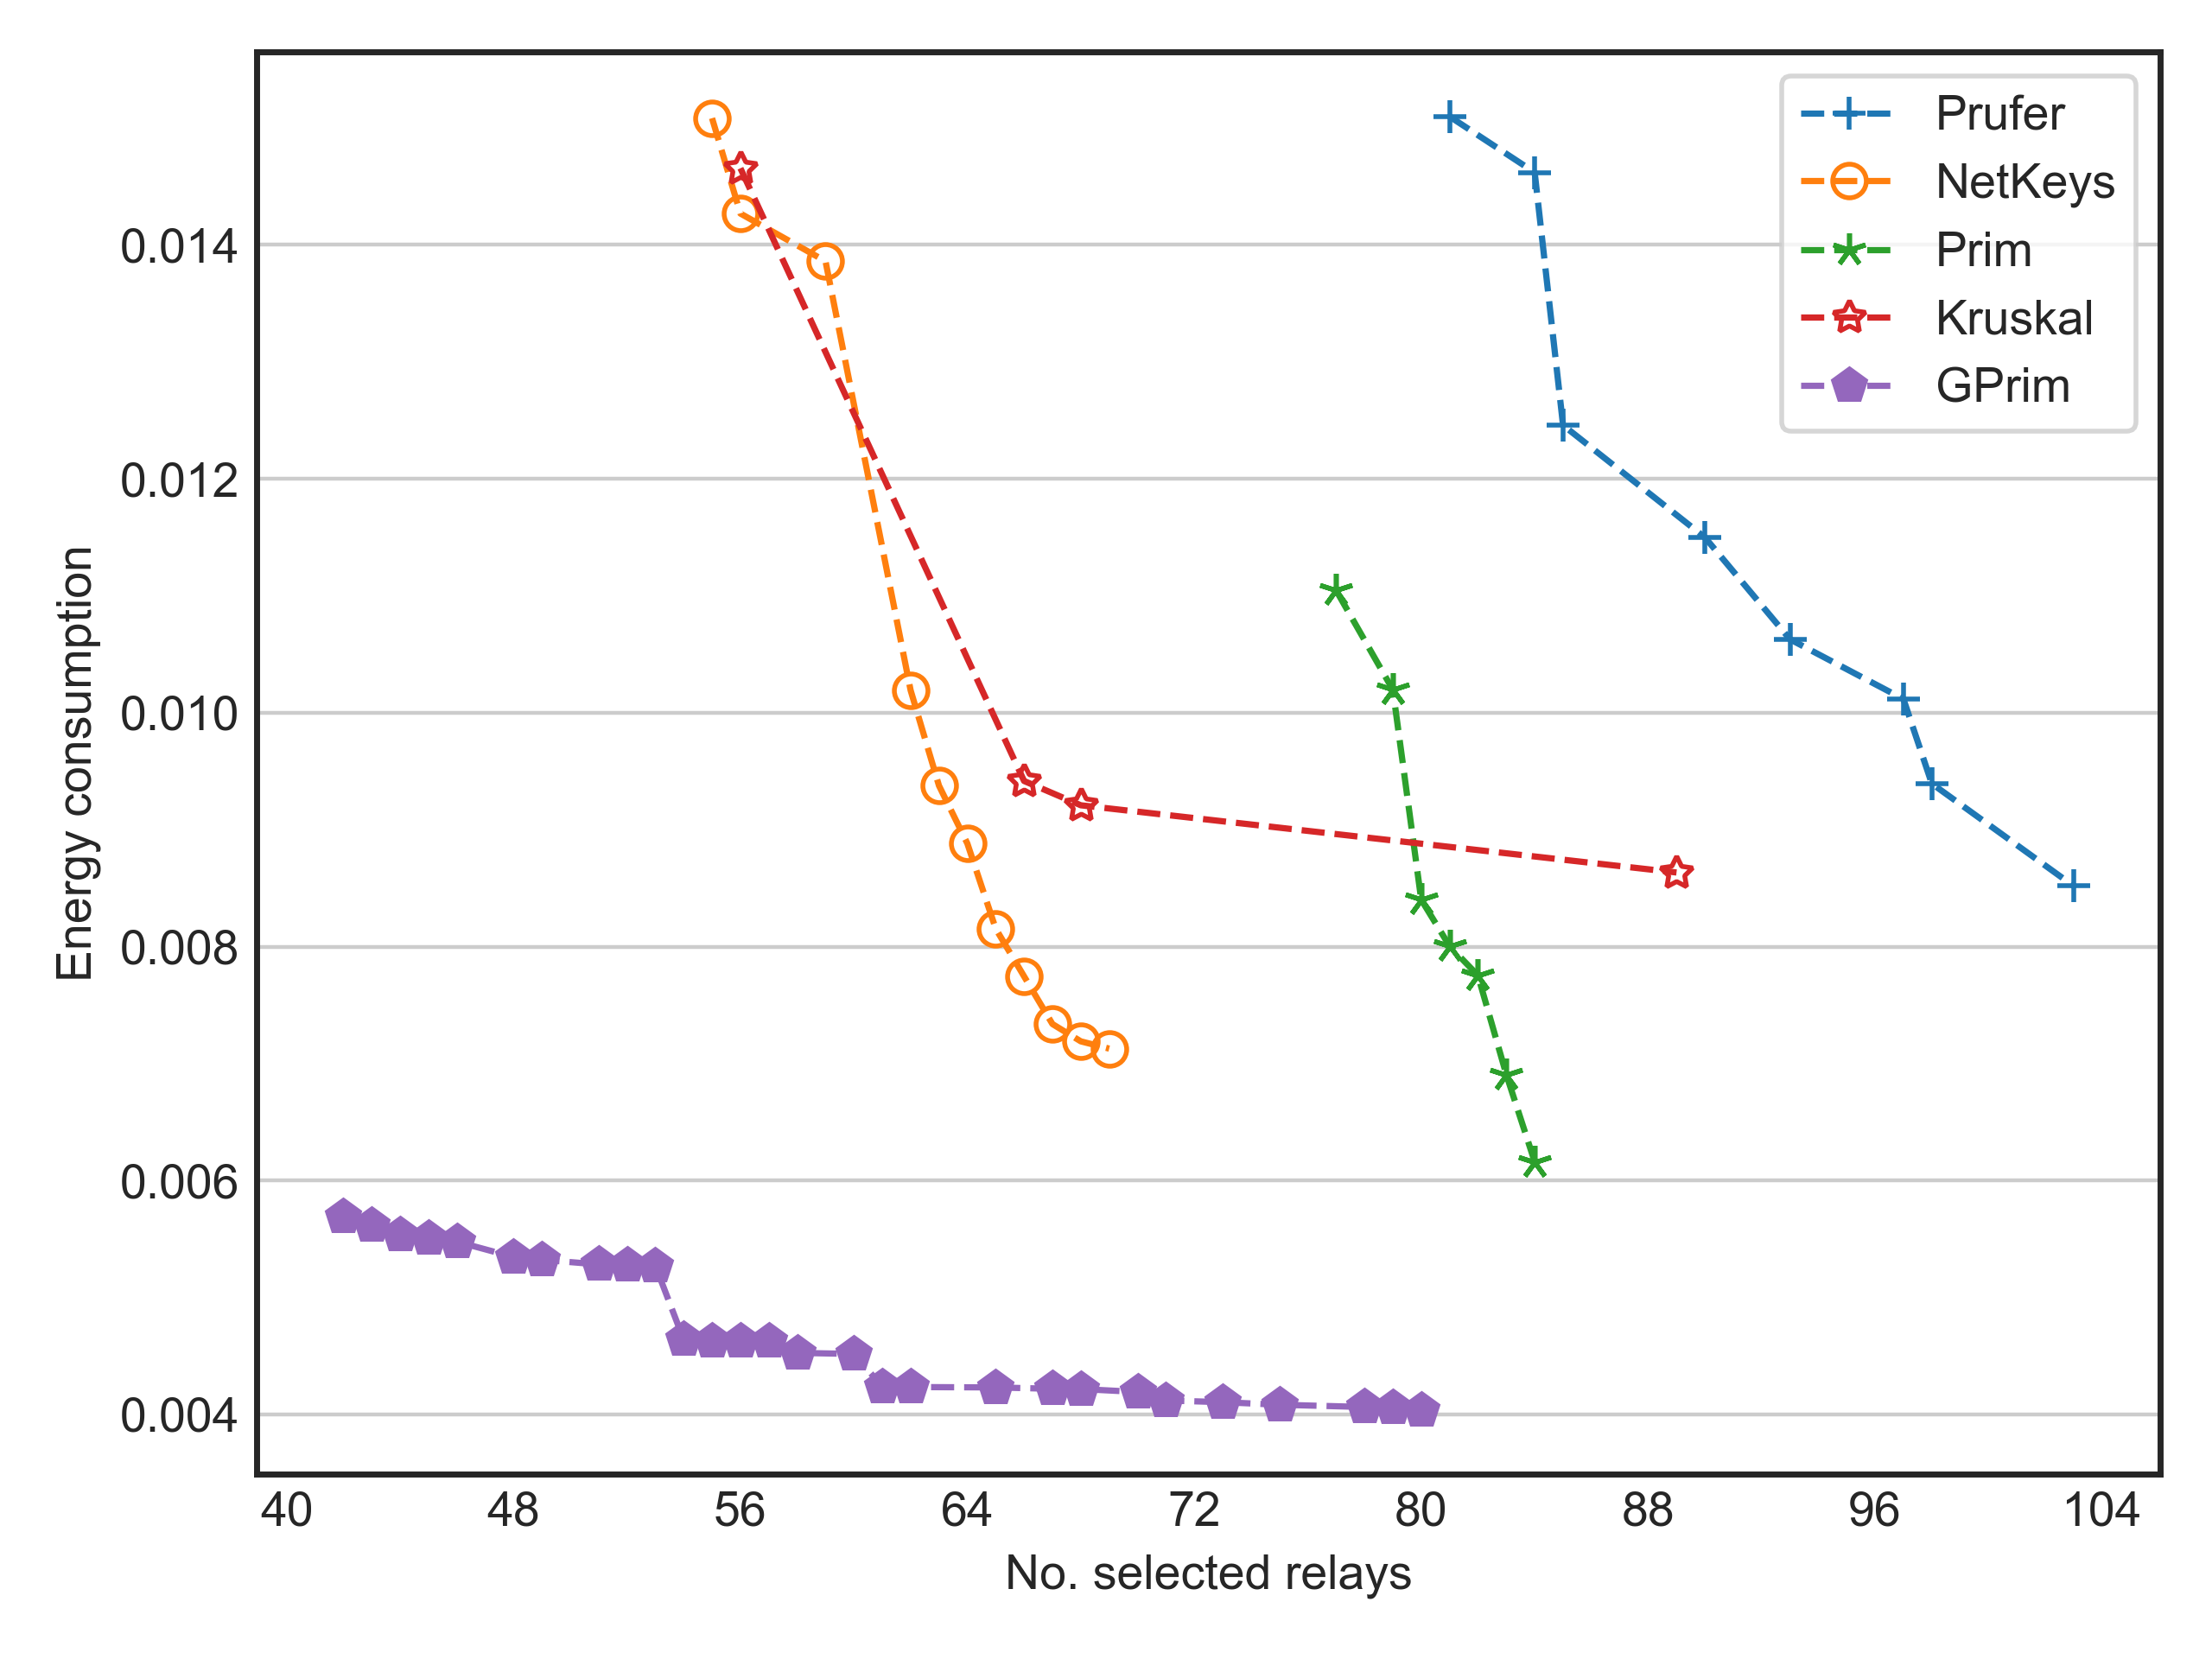 Prufer
NetKeys
Prim
Kruskal
GPrim
0.014
0.012
0.010
0.008
0.006
0.004
Energy consumption
40 48 56 64 72 80 88 96 104
No. selected relays